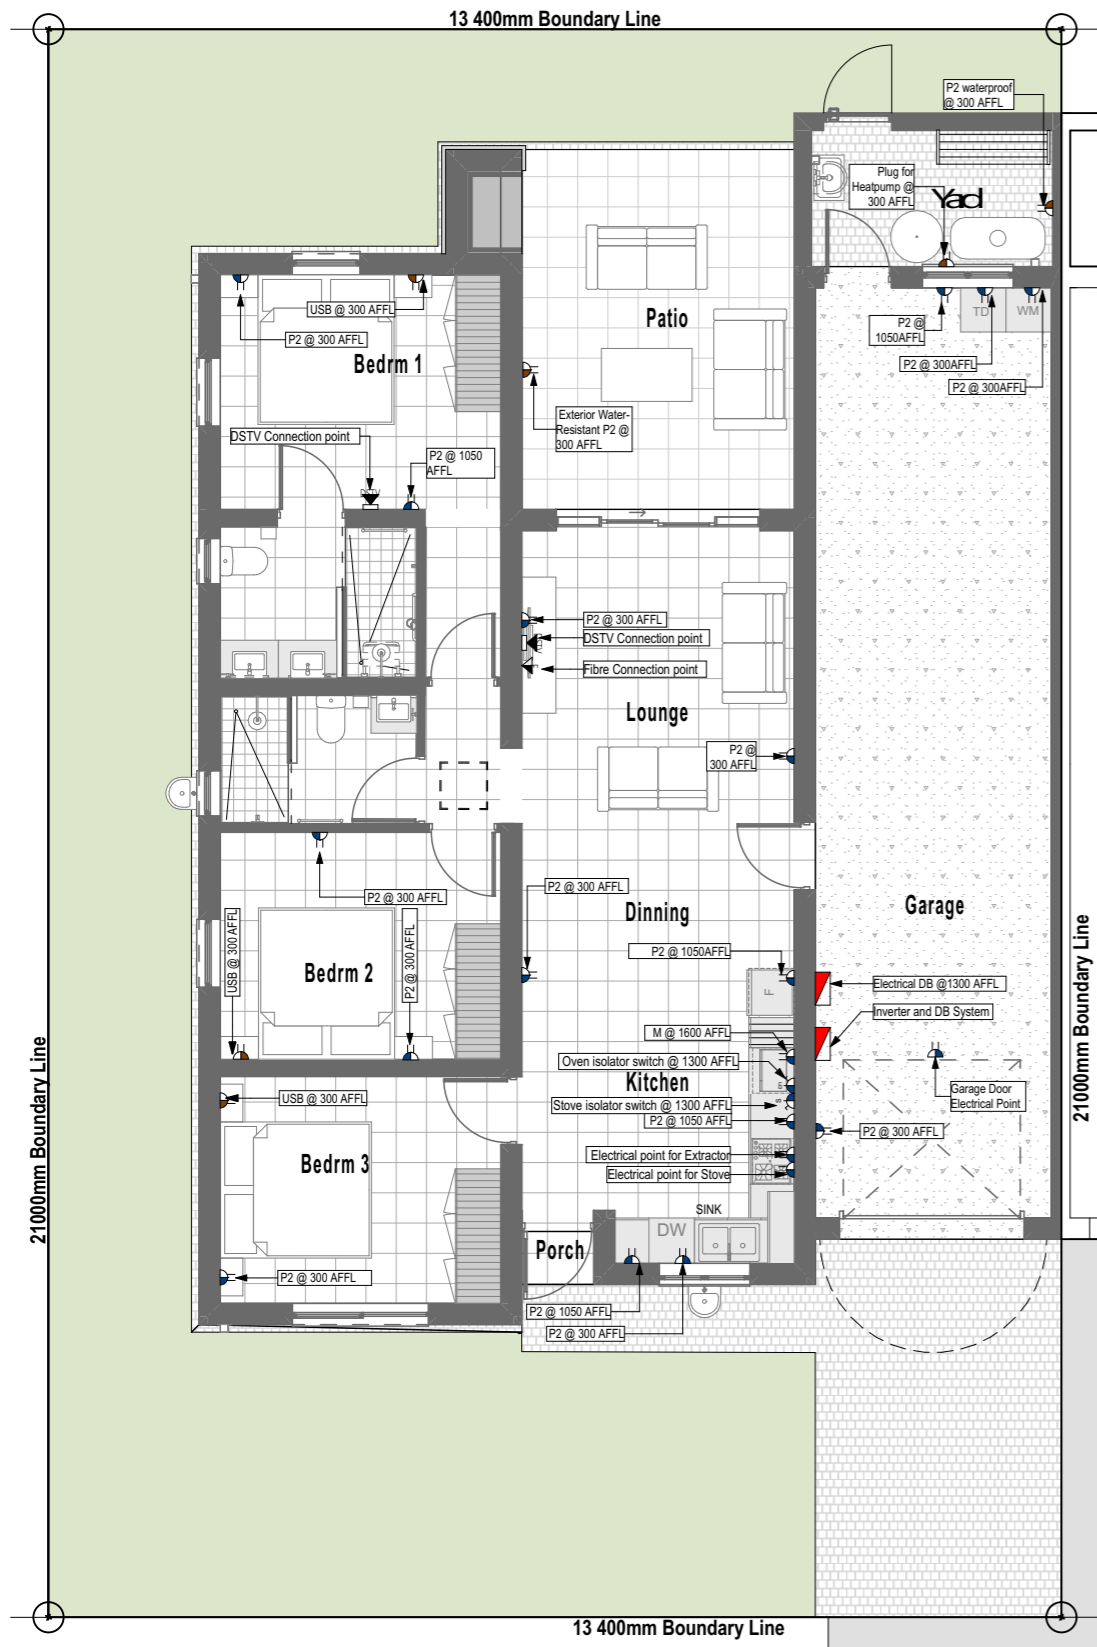 13 400mm Boundary Line
P2 waterproof
@ 300 AFFL
Plug for
Heatpump @
300 AFFL
Yad
USB @ 300 AFFL
P2 @ 300 AFFL
Bedrm 1
Patio
TD
WM
P2 @
1050AFFL
P2 @ 300AFFL
P2 @ 300AFFL
Exterior Water-
Resistant P2 @
300 AFFL
DSTV Connection point
P2 @ 1050
AFFL
DSTV
P2 @ 300 AFFL
DSTV Connection point
Fibre Connection point
Lounge
P2 @
300 AFFL
P2 @ 300 AFFL
P2 @ 300 AFFL
Dinning
Garage
USB @ 300 AFFL
P2 @ 300 AFFL
Bedrm 2
P2 @ 1050AFFL
F
Electrical DB @1300 AFFL
Inverter and DB System
M @ 1600 AFFL
Oven isolator switch @ 1300 AFFL
Kitchen
Stove isolator switch @ 1300 AFFL
P2 @ 1050 AFFL
Garage Door
Electrical Point
USB @ 300 AFFL
P2 @ 300 AFFL
Bedrm 3
Electrical point for Extractor
Electrical point for Stove
SINK
DW
Porch
P2 @ 300 AFFL
P2 @ 1050 AFFL
P2 @ 300 AFFL
21000mm Boundary Line
21000mm Boundary Line
13 400mm Boundary Line